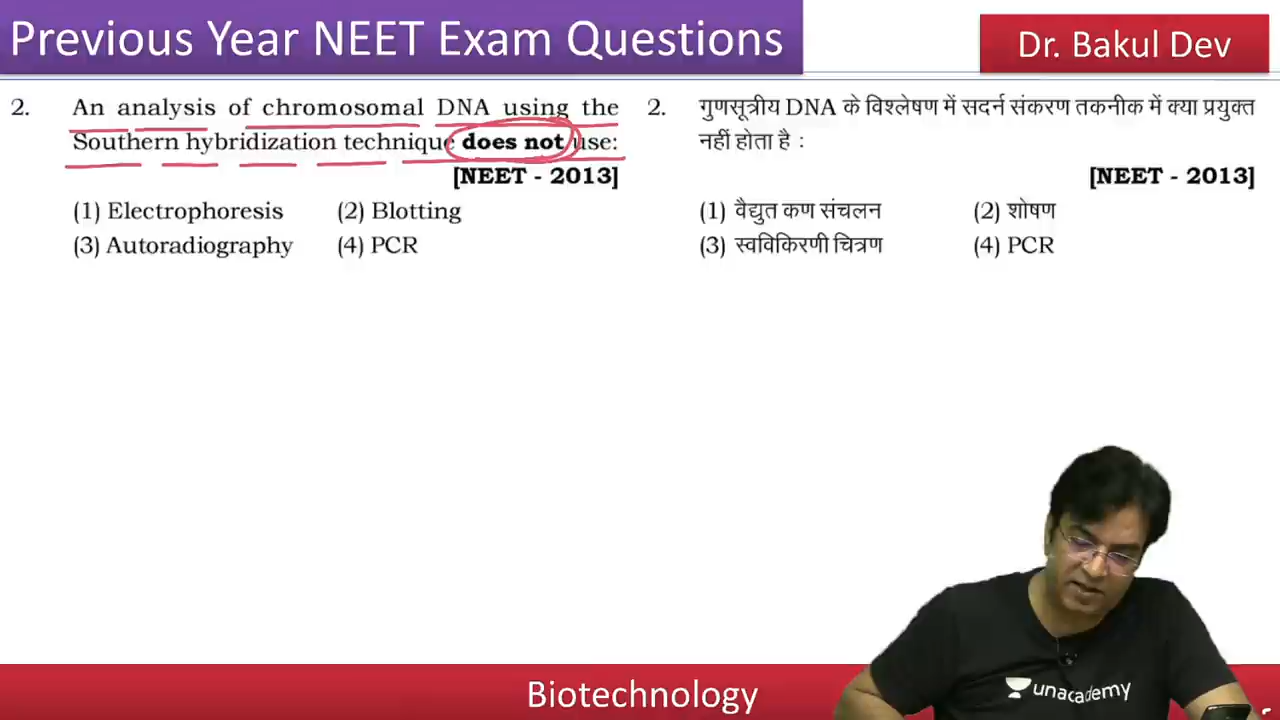 Previous Year NEET Exam Questions
Dr. Bakul Dev
2. An analysis of chromosomal DNA using the
Southern hybridization technique does not use:
[NEET - 2013]
(1) Electrophoresis (2) Blotting
(3) Autoradiography (4) PCR
2. गुणसूत्रीय DNA के विश्लेषण में सदर्न संकरण तकनीक में क्या प्रयुक्त
नहीं होता है :
[NEET - 2013]
(1) वैद्युत कण संचलन (2) शोषण
(3) स्वविकिरणी चित्रण (4) PCR
unacademy
Biotechnology